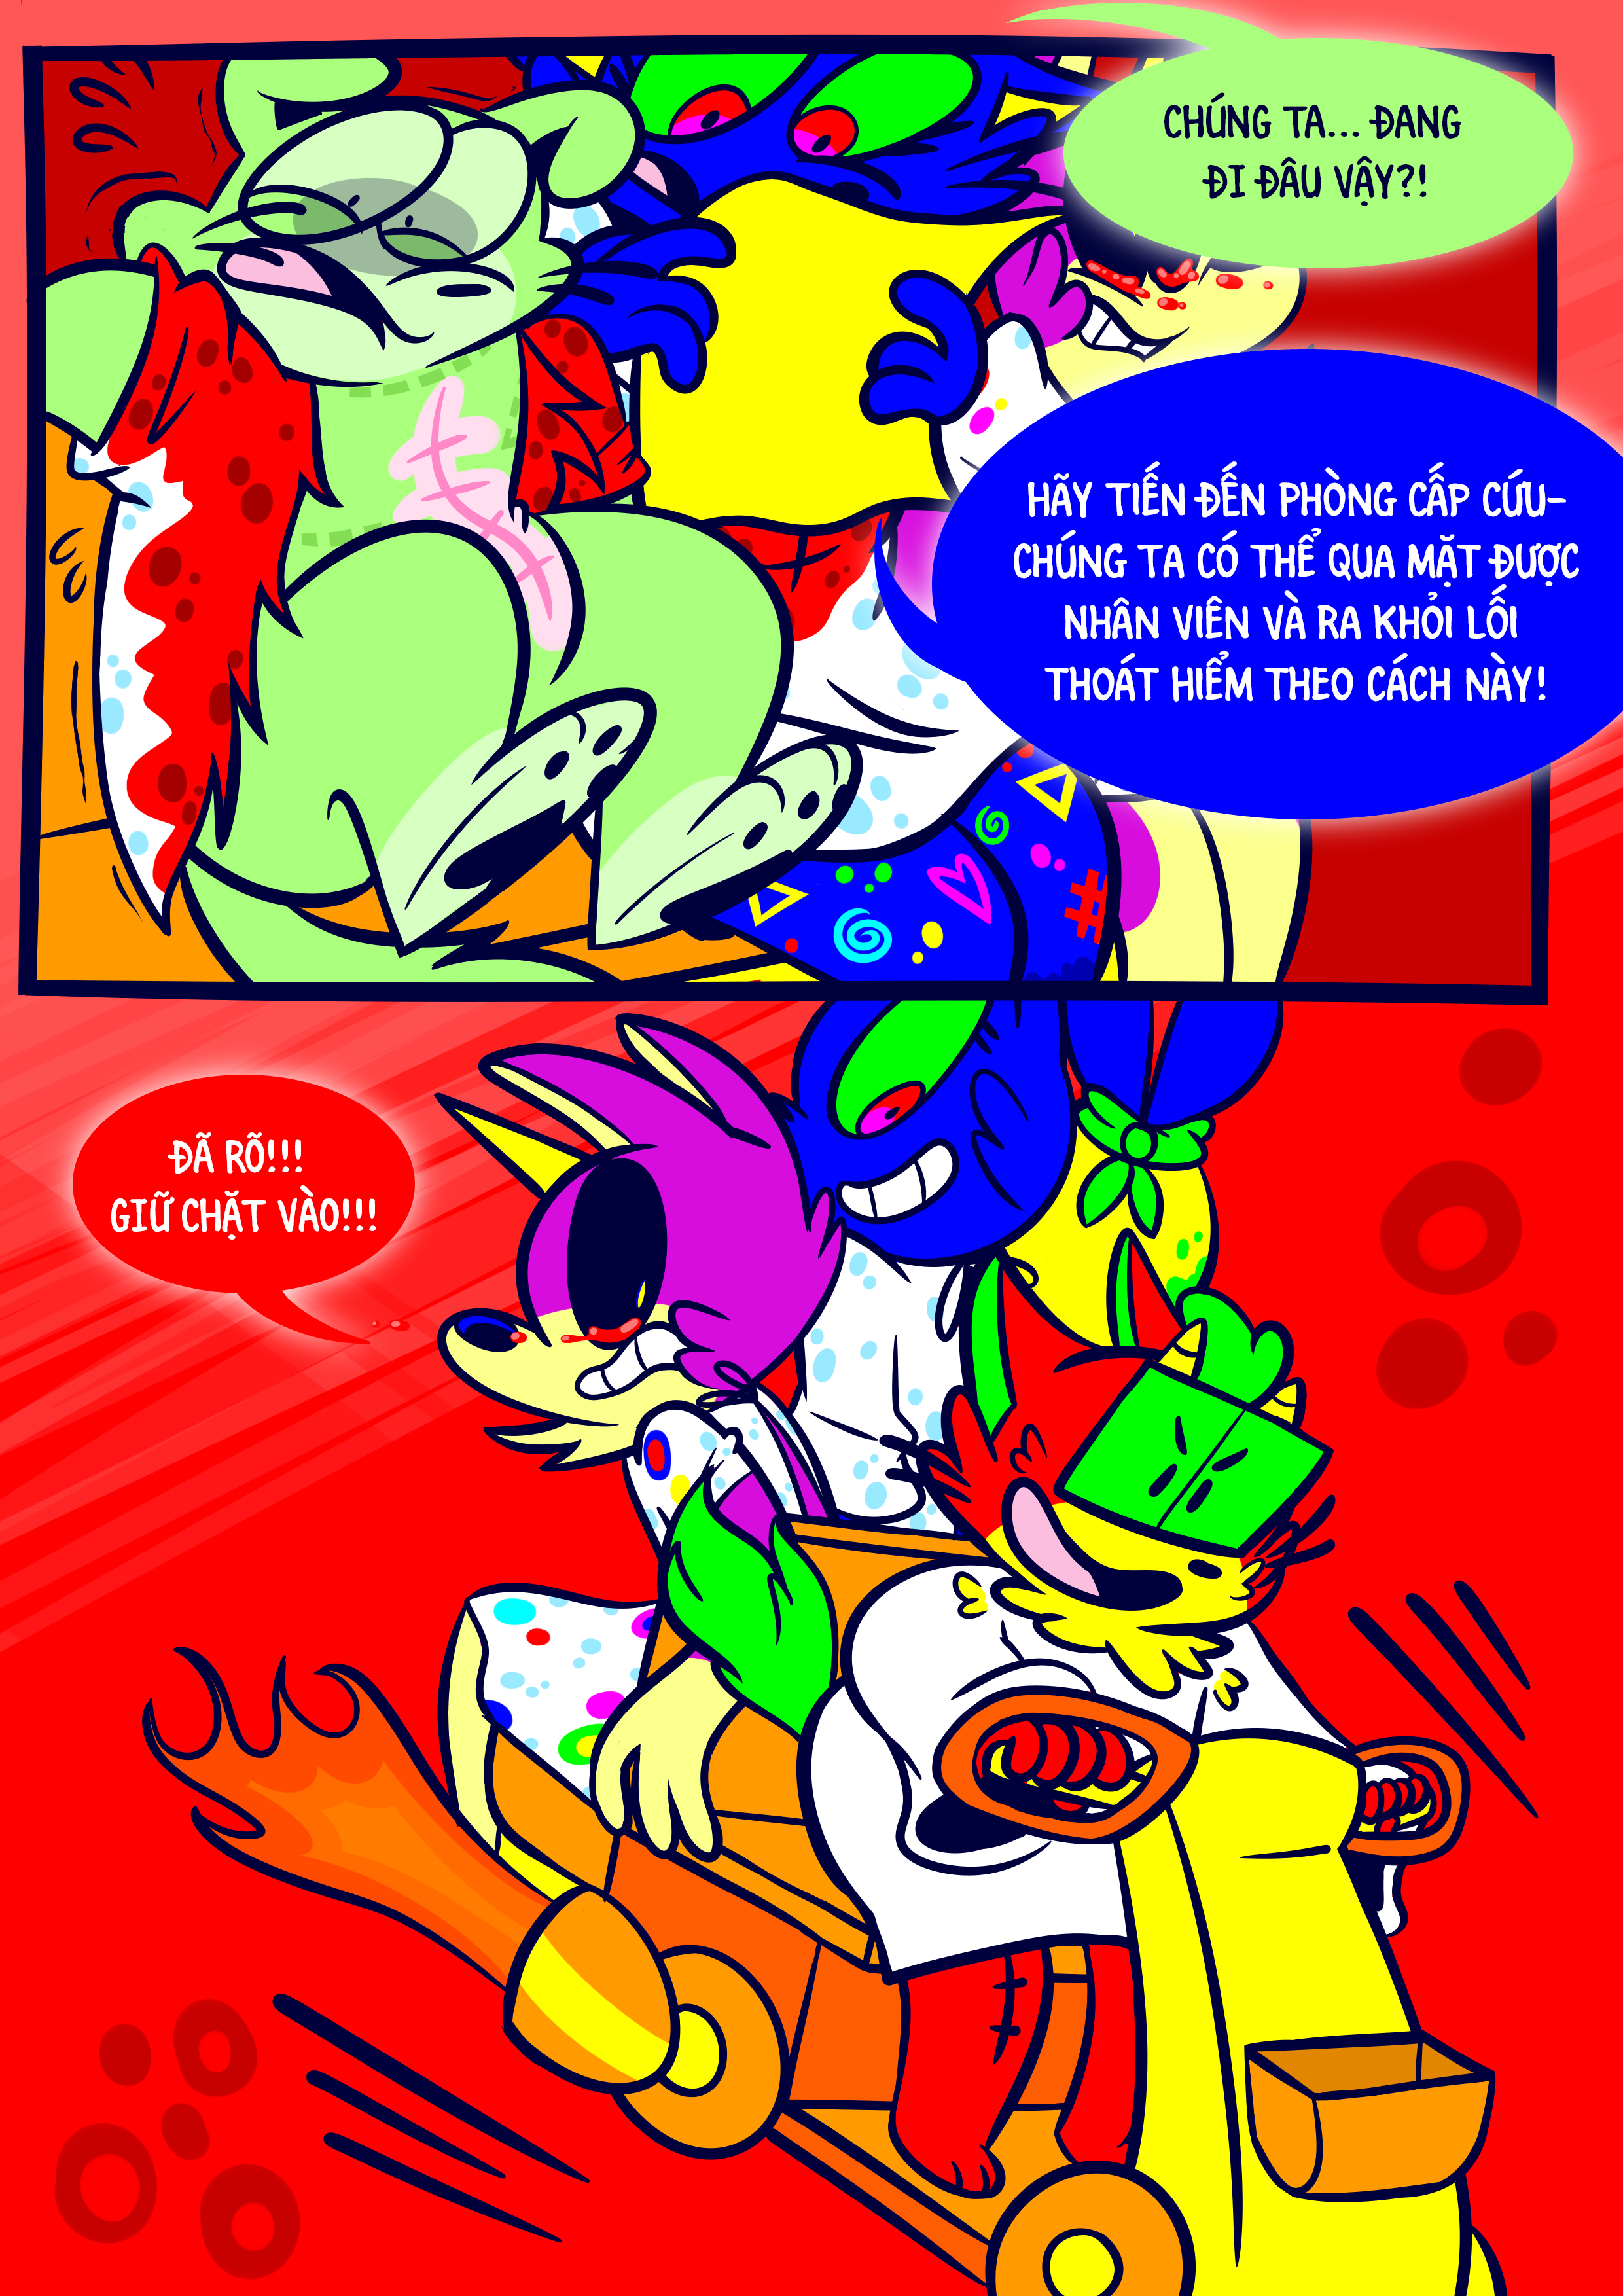 CHÚNG TA... ĐANG
ĐI ĐÂU VẬY?!
HÃY TIẾN ĐẾN PHÒNG CẤP CỨU-
CHÚNG TA CÓ THỂ QUA MẶT ĐƯỢC
NHÂN VIÊN VÀ RA KHỎI LỐI
THOÁT HIỂM THEO CÁCH NÀY!
ĐÃ RÕ!!!
GIỮ CHẶT VÀO!!!